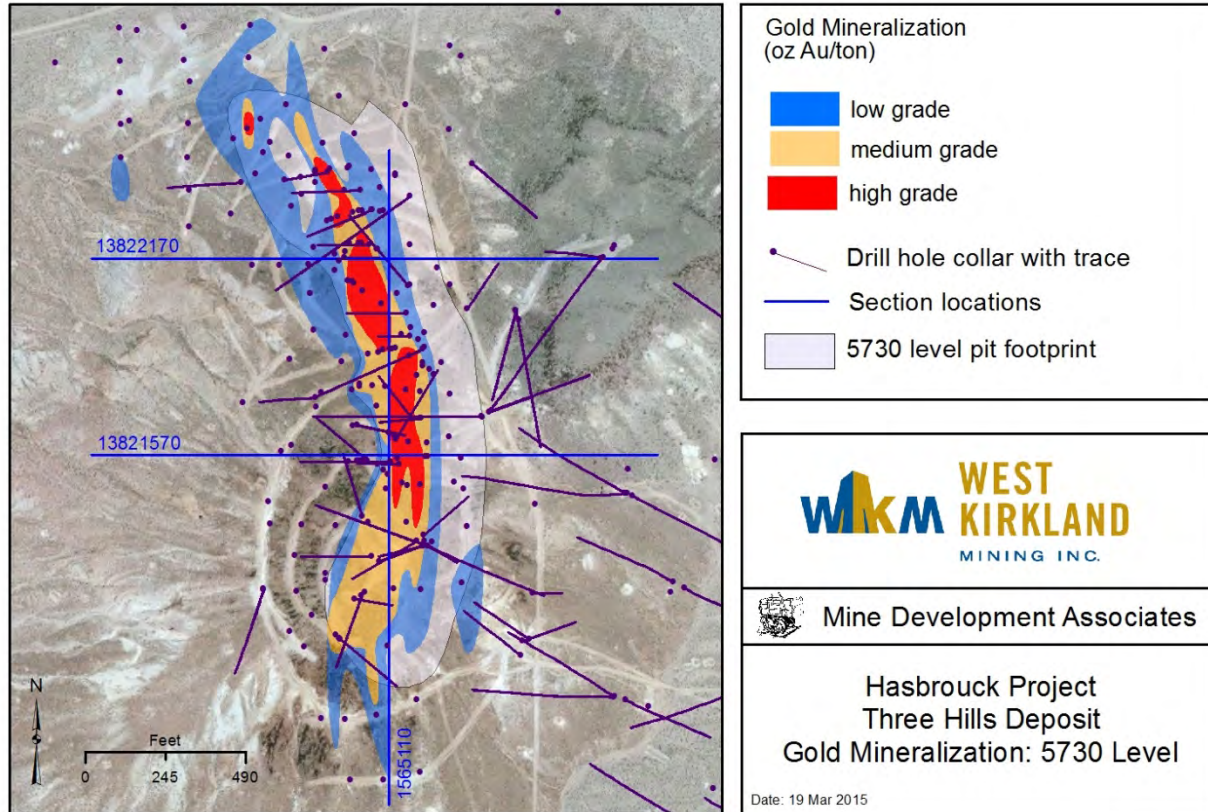 Gold Mineralization
(oz Au/ton)
low grade
medium grade
high grade
Drill hole collar with trace
Section locations
5730 level pit footprint
13822170
13821570
1565110
N
Feet
0 245 490
WKM WEST
KIRKLAND
MINING INC.
Mine Development Associates
Hasbrouck Project
Three Hills Deposit
Gold Mineralization: 5730 Level
Date: 19 Mar 2015